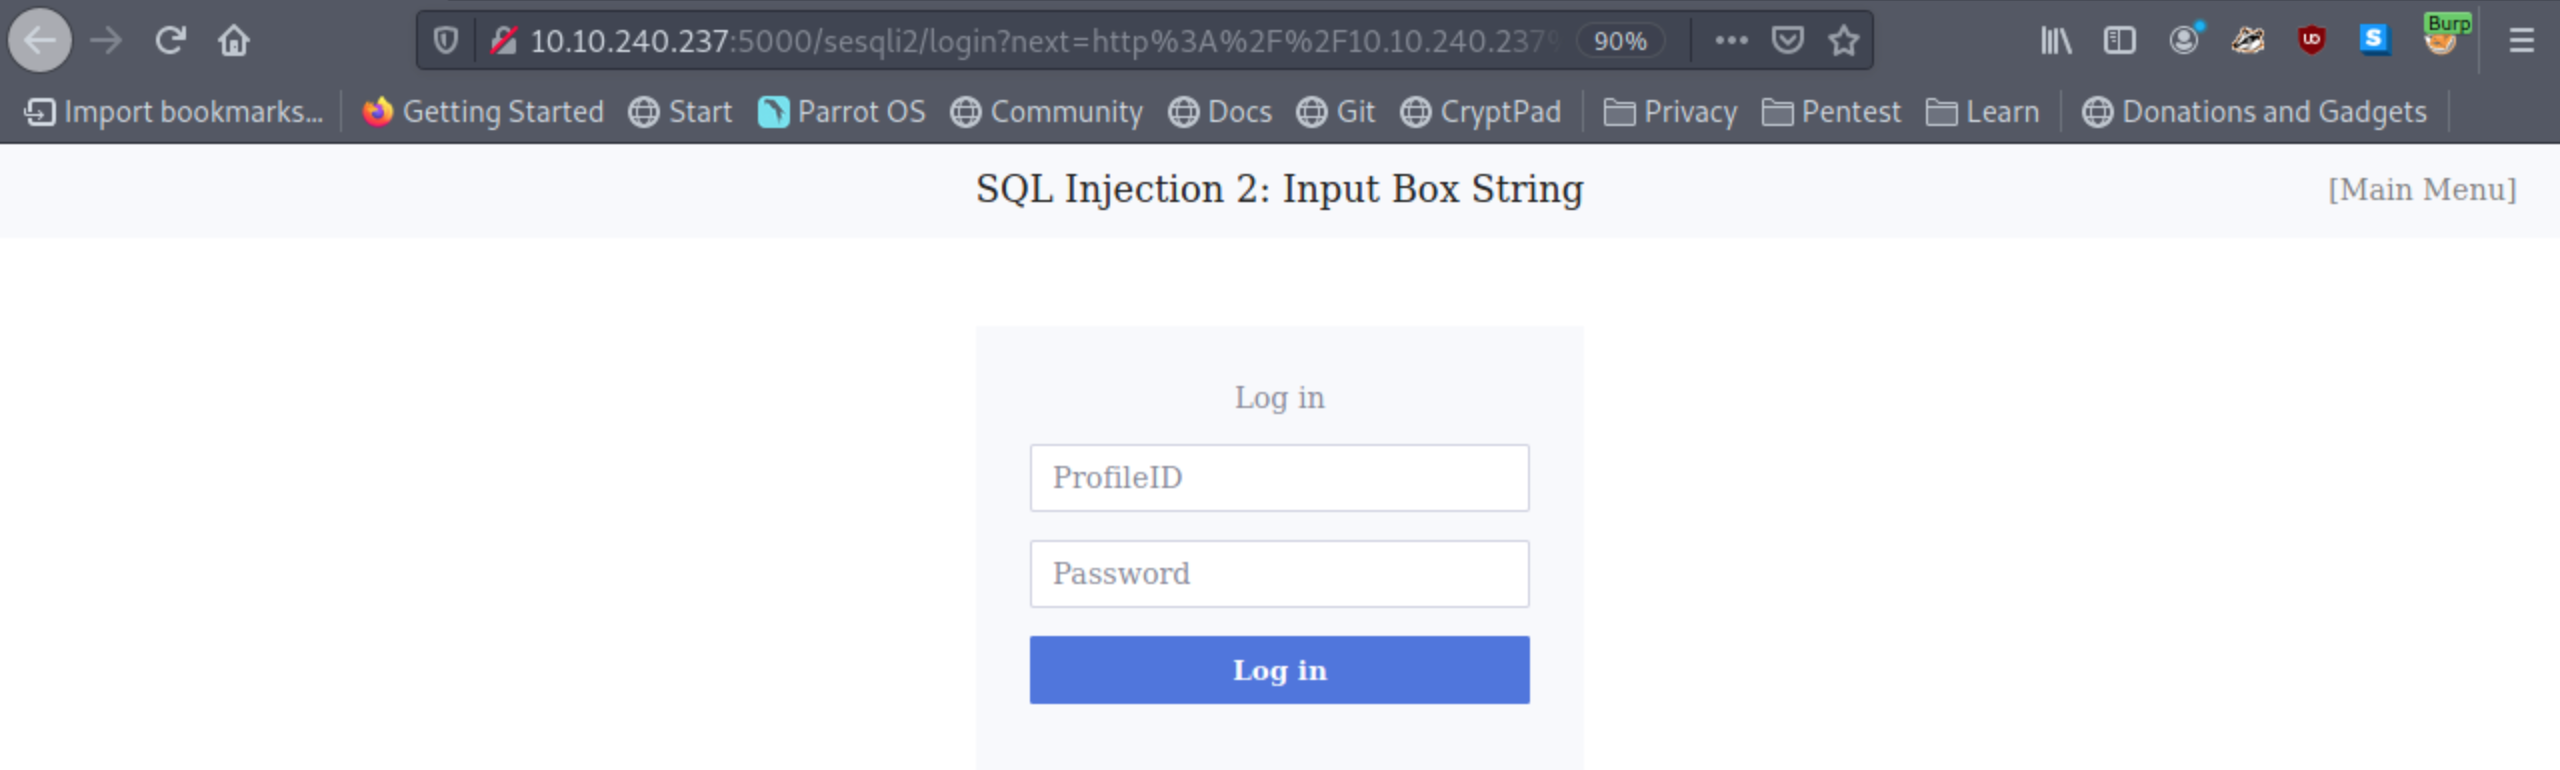 10.10.240.237:5000/sesqli2/login?next=http%3A%2F%2F10.10.240.237% 90% Burp
Import bookmarks... Getting Started Start Parrot OS Community Docs Git CryptPad Privacy Pentest Learn Donations and Gadgets
SQL Injection 2: Input Box String [Main Menu]
Log in
ProfileID
Password
Log in